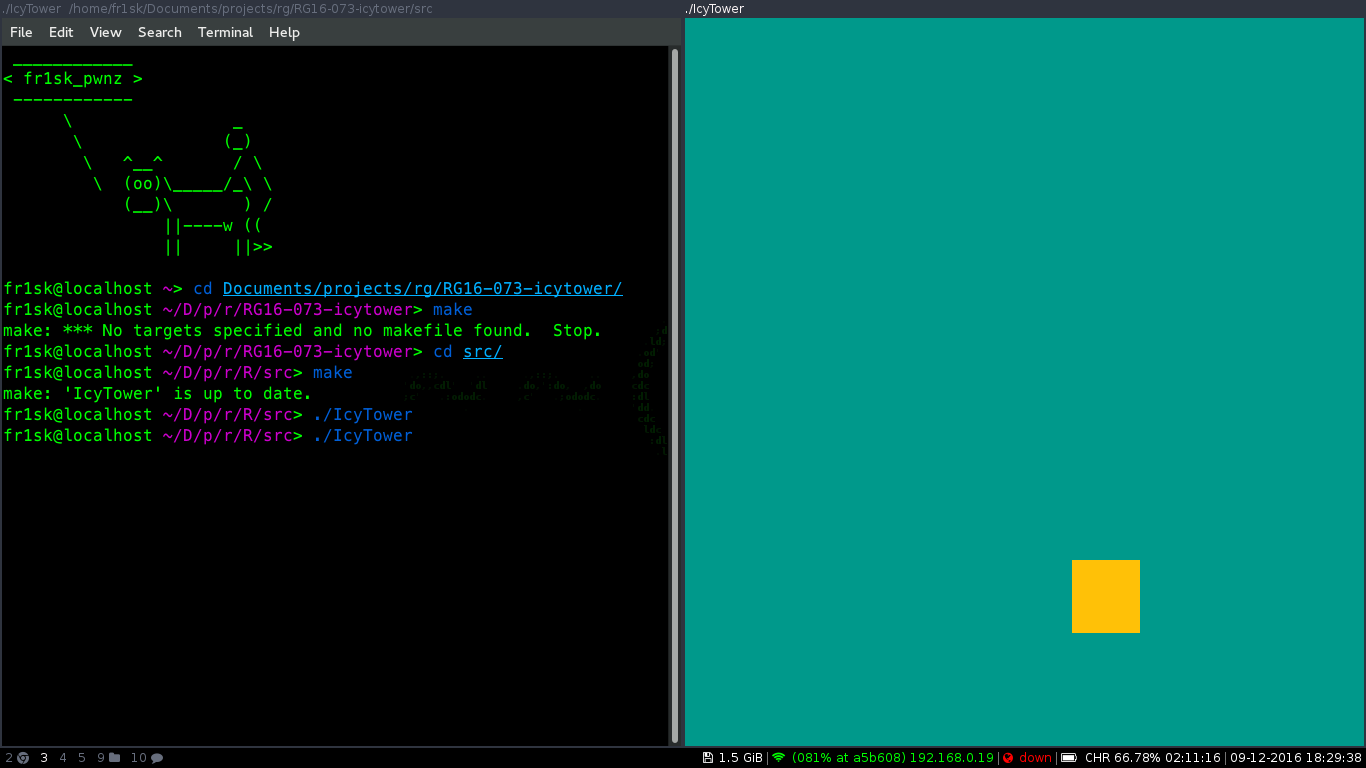 ./IcyTower /home/fr1sk/Documents/projects/rg/RG16-073-icytower/src
./IcyTower
File Edit View Search Terminal Help
< fr1sk_pwnz >
^__^
(oo)\_____/_\ \
(__)\ ) /
||----w ((
|| ||>>
fr1sk@localhost ~> cd Documents/projects/rg/RG16-073-icytower/
fr1sk@localhost ~/D/p/r/RG16-073-icytower> make
make: *** No targets specified and no makefile found.  Stop.
fr1sk@localhost ~/D/p/r/RG16-073-icytower> cd src/
fr1sk@localhost ~/D/p/r/R/src> make
make: 'IcyTower' is up to date.
fr1sk@localhost ~/D/p/r/R/src> ./IcyTower
fr1sk@localhost ~/D/p/r/R/src> ./IcyTower
2 3 4 5 9 10 1.5 GiB | (081% at a5b608) 192.168.0.19 | down | CHR 66.78% 02:11:16 | 09-12-2016 18:29:38